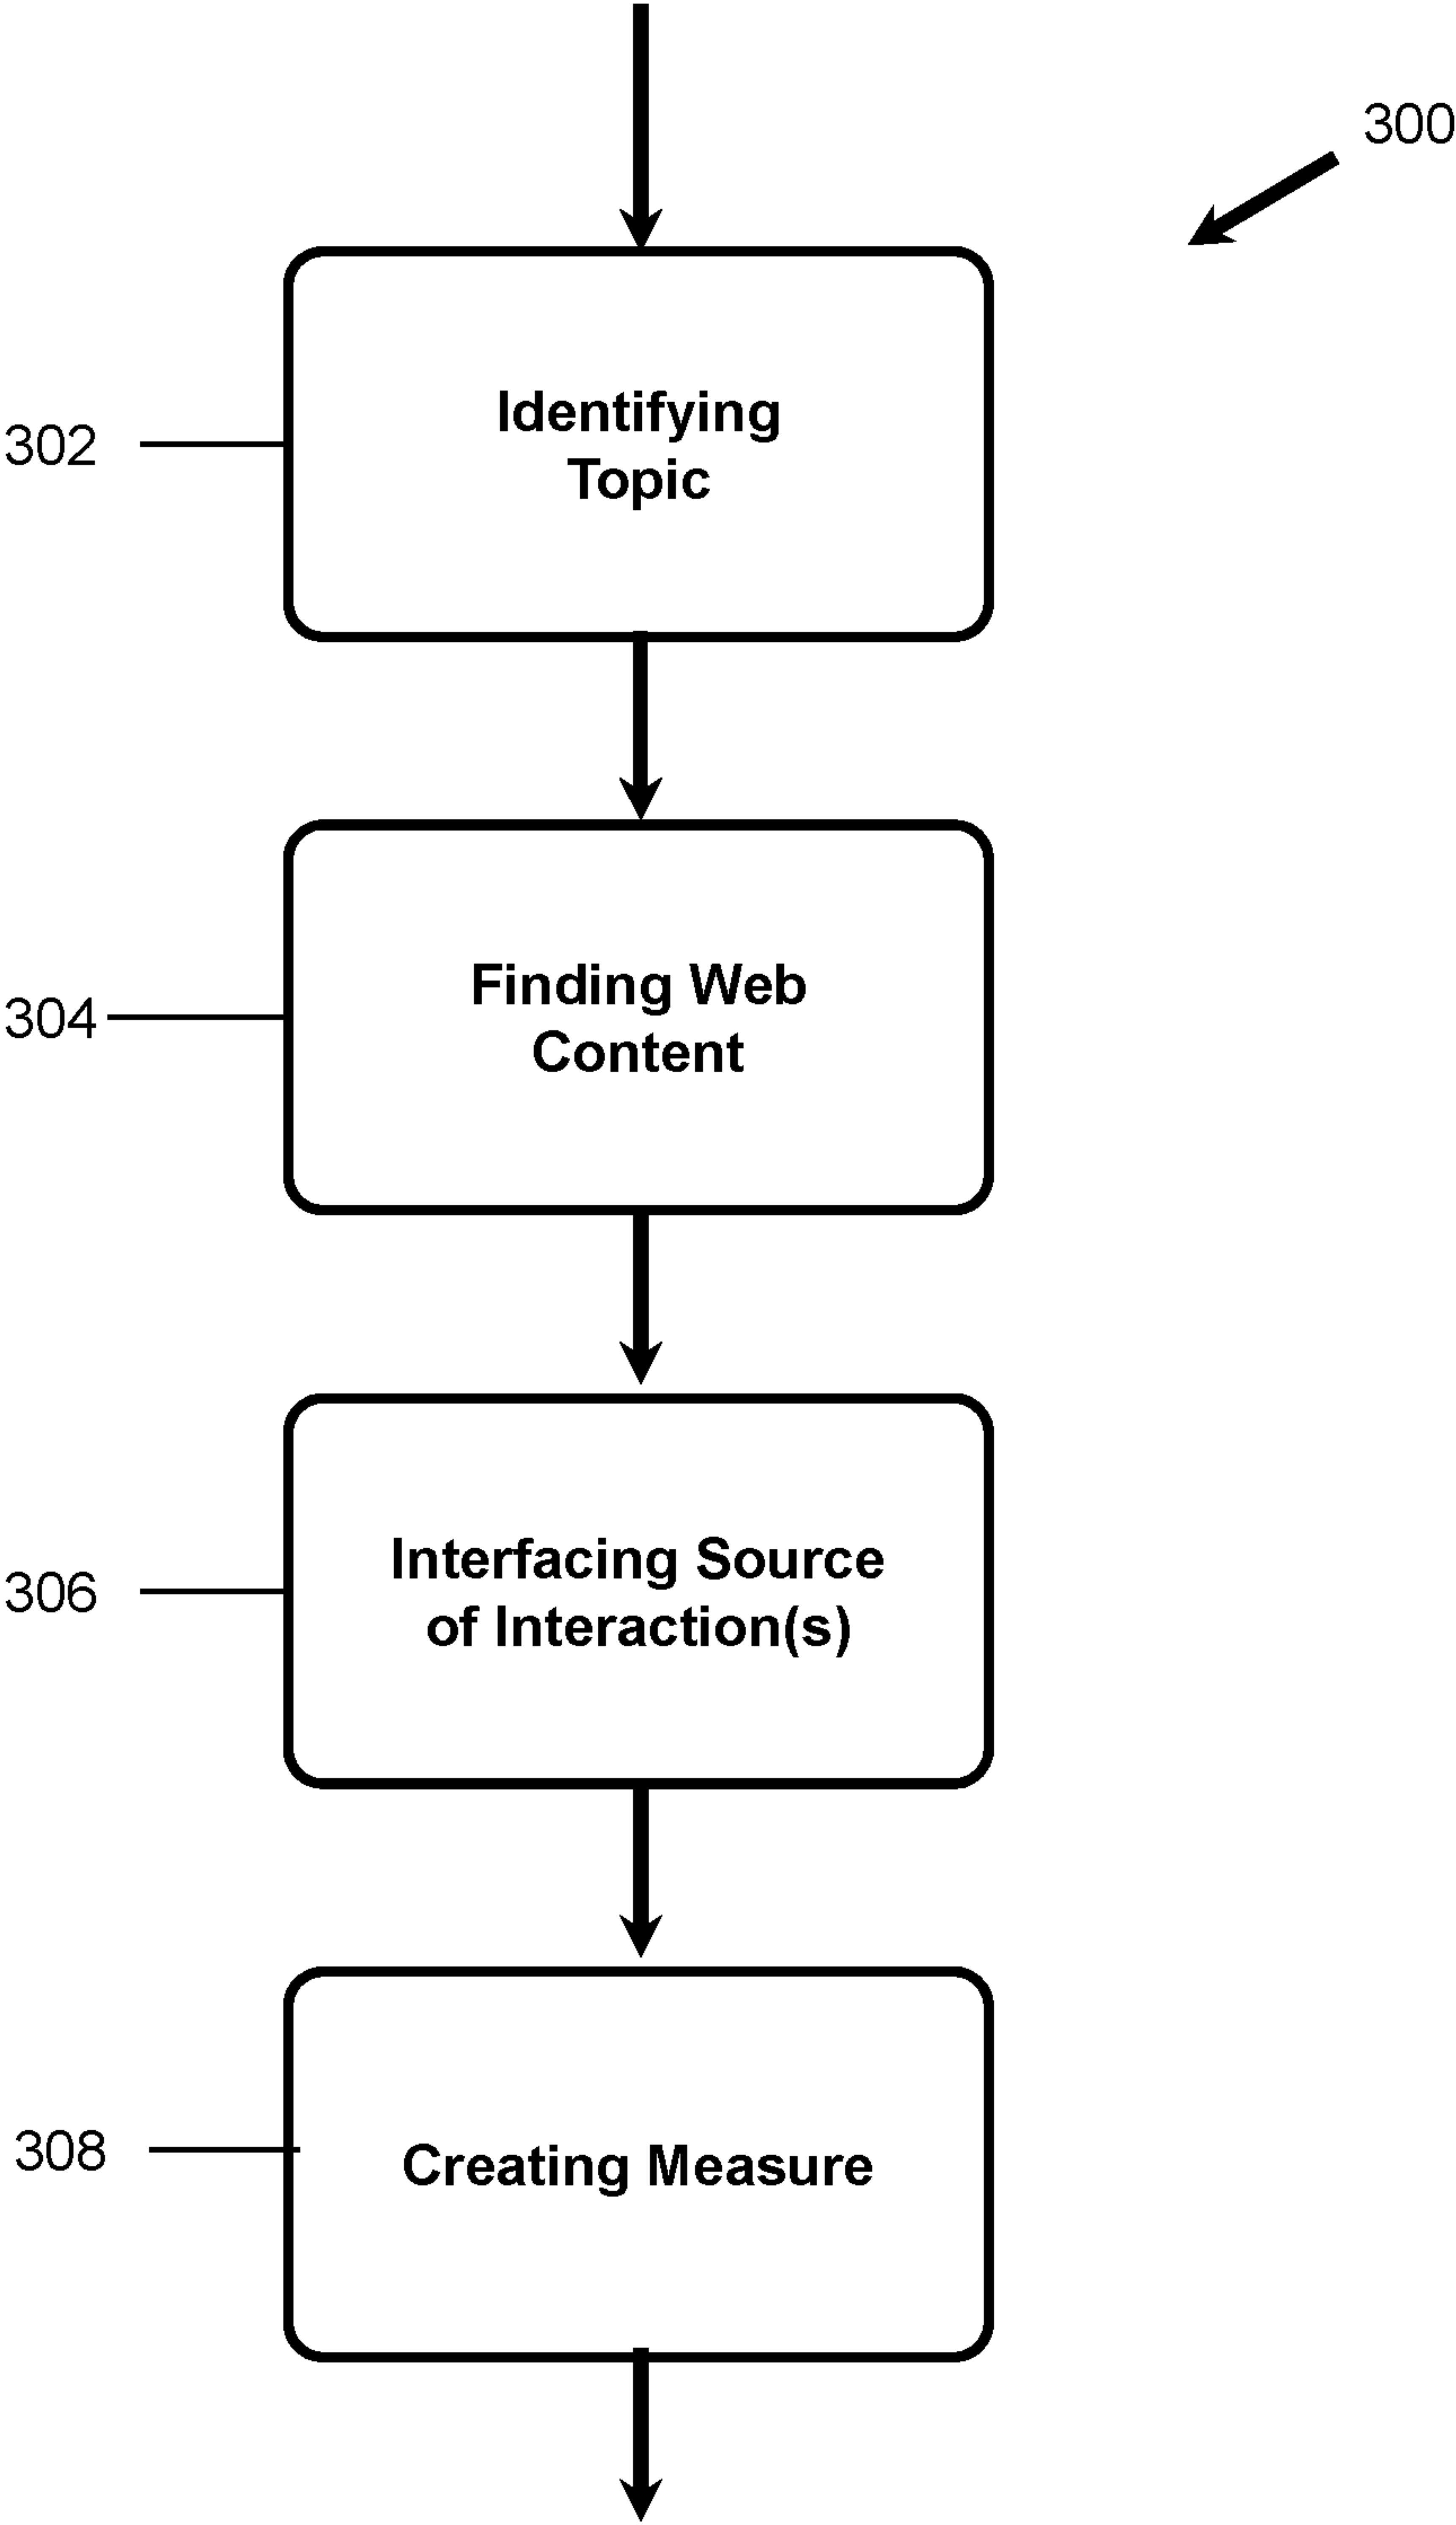 300
302
Identifying
Topic
304
Finding Web
Content
306
Interfacing Source
of Interaction(s)
308
Creating Measure